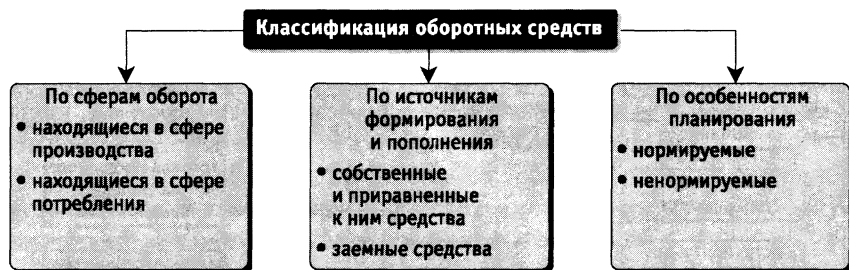 Классификация оборотных средств
По сферам оборота
• находящиеся в сфере
производства
• находящиеся в сфере
потребления
По источникам
формирования
и пополнения
• собственные
и приравненные
к ним средства
• заемные средства
По особенностям
планирования
• нормируемые
• ненормируемые